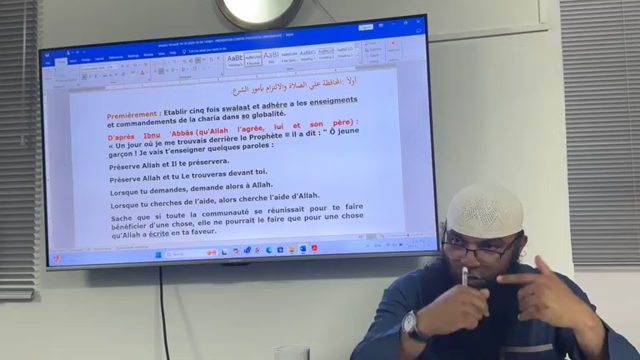 اولا : المحافظة على الصلاة والالتزام بأمور الشرع.
Premièrement : Etablir cinq fois swalaat et adhère a les enseigments
et commandements de la charia dans so globalité.
D'après Ibnu 'Abbâs (qu'Allah l'agrée, lui et son père) :
« Un jour où je me trouvais derrière le Prophète ﷺ il a dit : " Ô jeune
garçon ! Je vais t'enseigner quelques paroles :
Préserve Allah et Il te préservera.
Préserve Allah et tu Le trouveras devant toi.
Lorsque tu demandes, demande alors à Allah.
Lorsque tu cherches de l'aide, alors cherche l'aide d'Allah.
Sache que si toute la communauté se réunissait pour te faire
bénéficier d'une chose, elle ne pourrait le faire que pour une chose
qu'Allah a écrite en ta faveur.